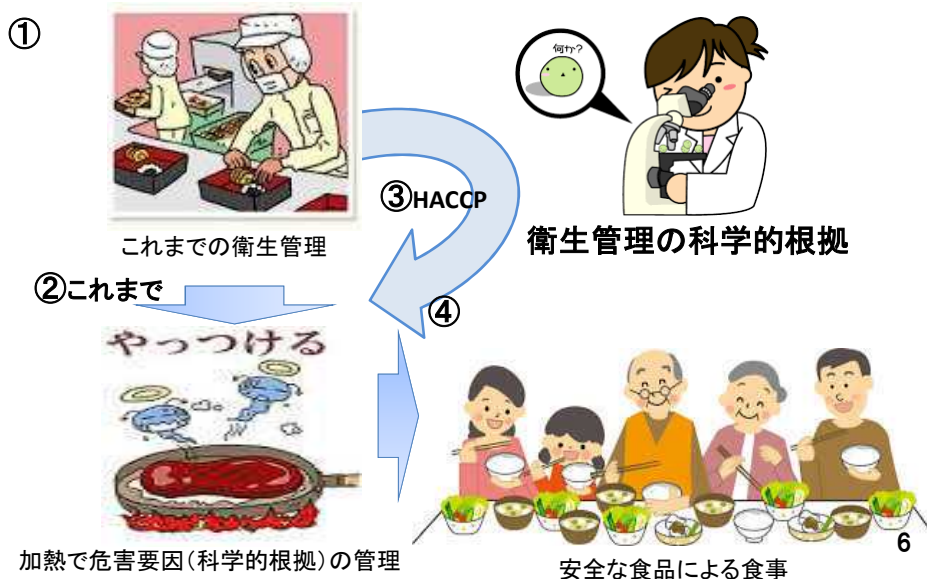 ①
何か?
③HACCP
これまでの衛生管理
衛生管理の科学的根拠
②これまで
④
やっつける
加熱で危害要因(科学的根拠)の管理
安全な食品による食事
6